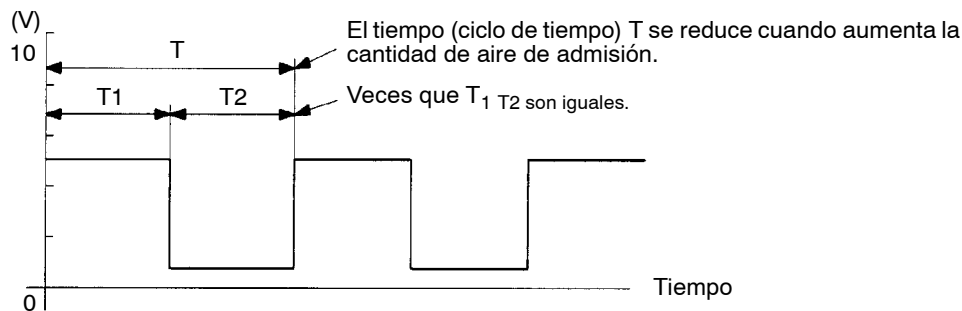 (V)
10
T
El tiempo (ciclo de tiempo) T se reduce cuando aumenta la
cantidad de aire de admisión.
T1
T2
Veces que T1 T2 son iguales.
Tiempo
0